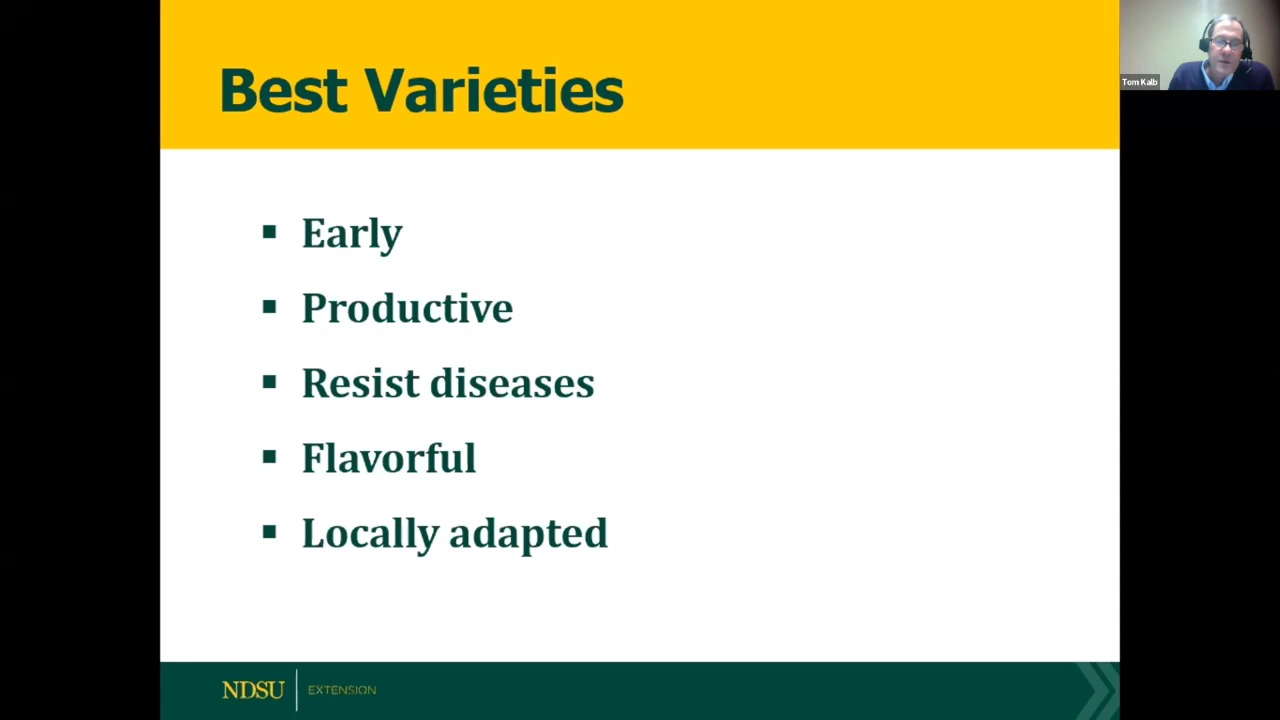 Best Varieties
Tom Kalb
▪ Early
▪ Productive
▪ Resist diseases
▪ Flavorful
▪ Locally adapted
NDSU EXTENSION